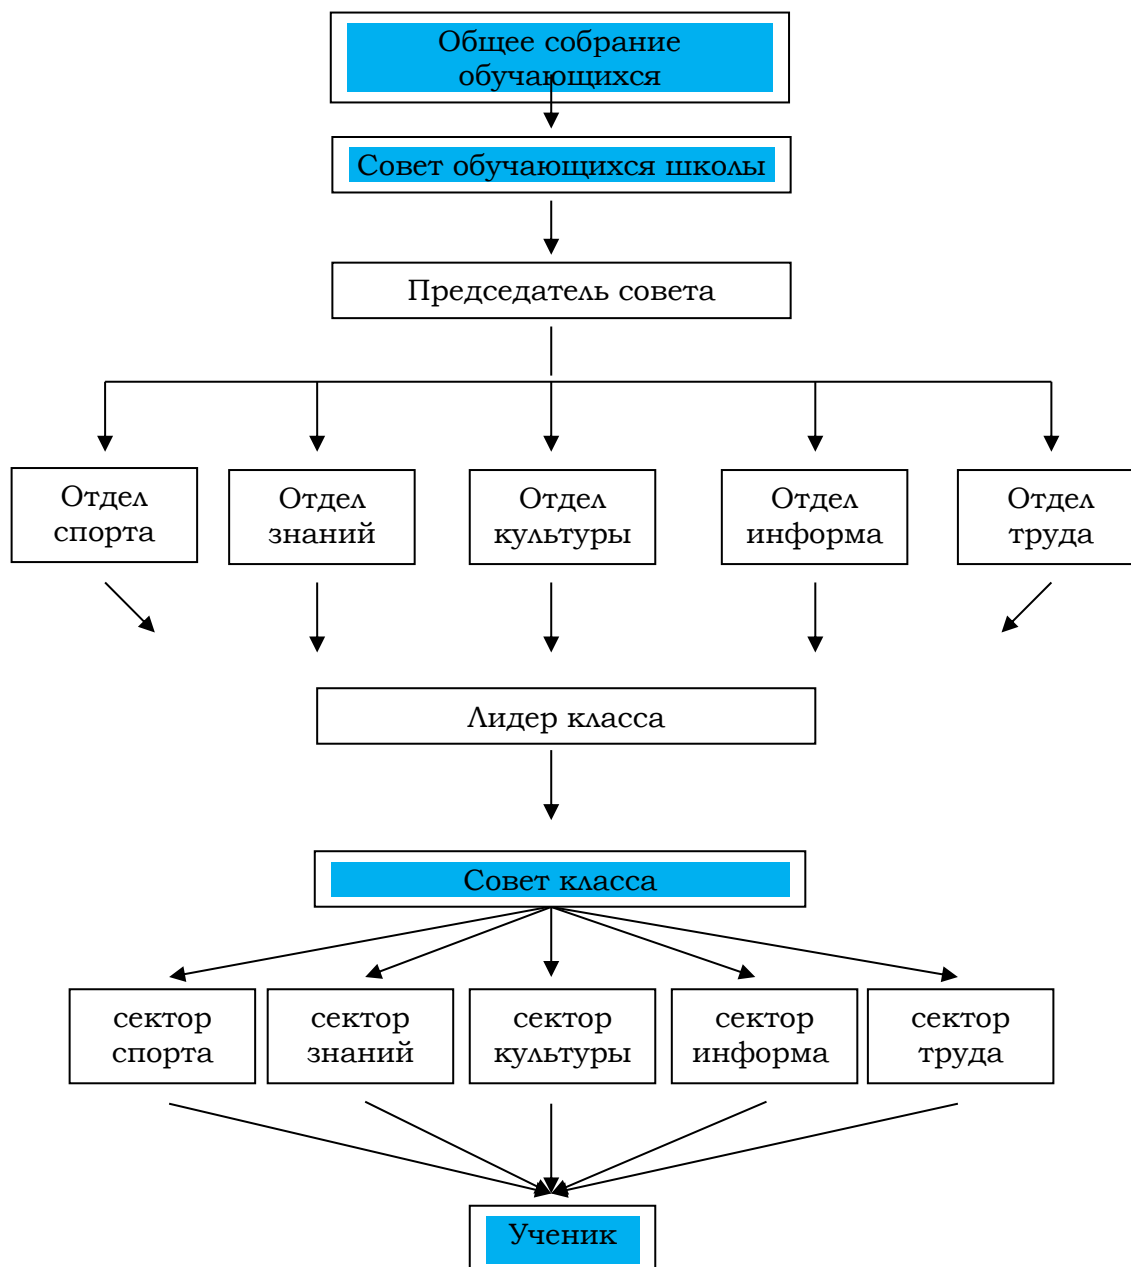 Общее собрание
обучающихся
Совет обучающихся школы
Председатель совета
Отдел
спорта
Отдел
знаний
Отдел
культуры
Отдел
информа
Отдел
труда
Лидер класса
Совет класса
сектор
спорта
сектор
знаний
сектор
культуры
сектор
информа
сектор
труда
Ученик